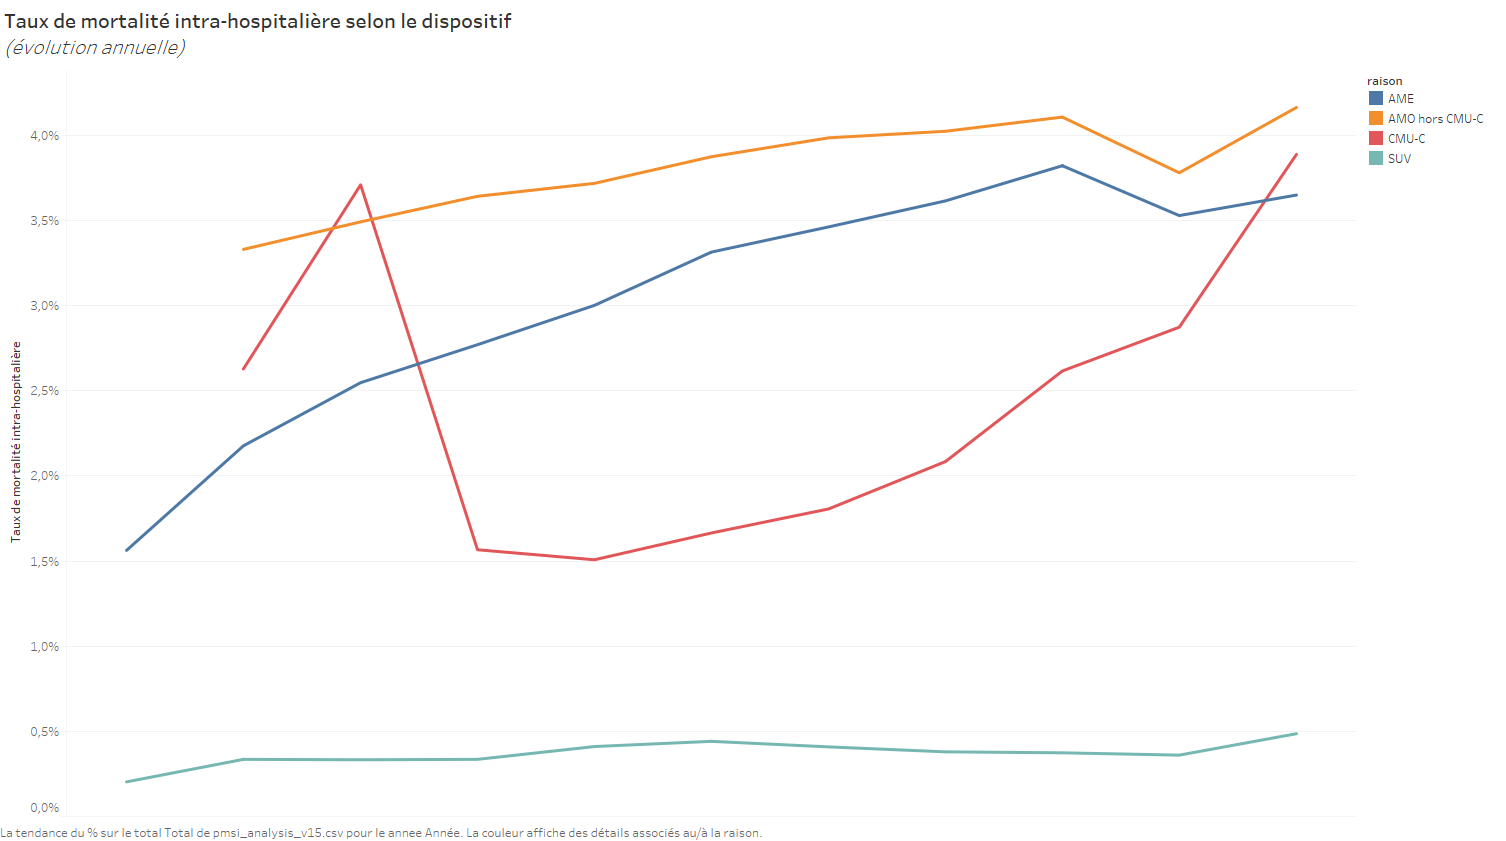 Taux de mortalité intra-hospitalière selon le dispositif
(évolution annuelle)
raison
AME
AMO hors CMU-C
CMU-C
SUV
Taux de mortalité intra-hospitalière
4,0%
3,5%
3,0%
2,5%
2,0%
1,5%
1,0%
0,5%
0,0%
La tendance du % sur le total Total de pmsi_analysis_v15.csv pour le annee Année. La couleur affiche des détails associés au/à la raison.